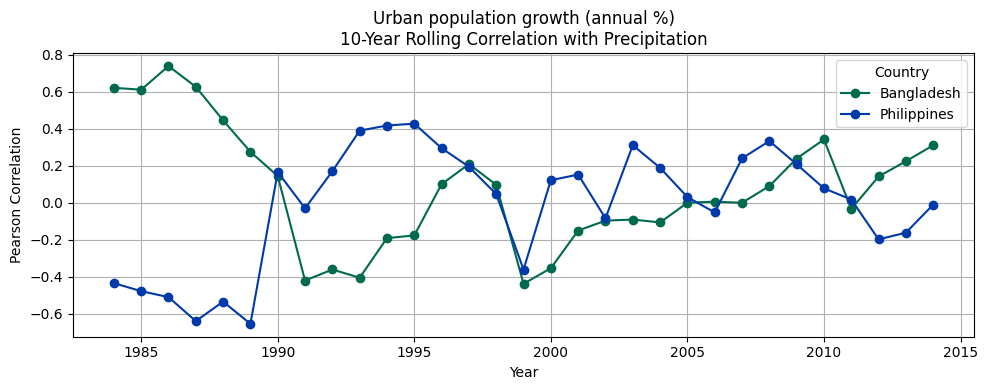 Urban population growth (annual %)
10-Year Rolling Correlation with Precipitation
Pearson Correlation
0.8
0.6
0.4
0.2
0.0
−0.2
−0.4
−0.6
Country
Bangladesh
Philippines
1985
1990
1995
2000
2005
2010
2015
Year